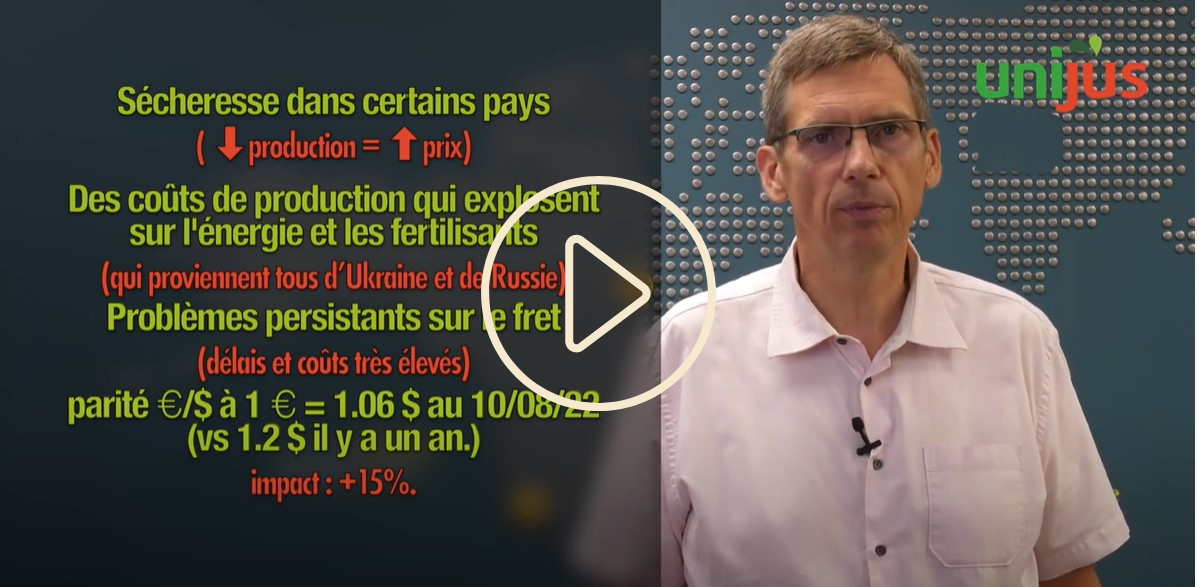 Sécheresse dans certains pays
( ⬇ production = ⬆ prix)
Des coûts de production qui explosent
sur l'énergie et les fertilisants
(qui proviennent tous d'Ukraine et de Russie)
Problèmes persistants sur le fret
(délais et coûts très élevés)
parité €/$ à 1 € = 1.06 $ au 10/08/22
(vs 1.2 $ il y a un an.)
impact : +15%.
unijus